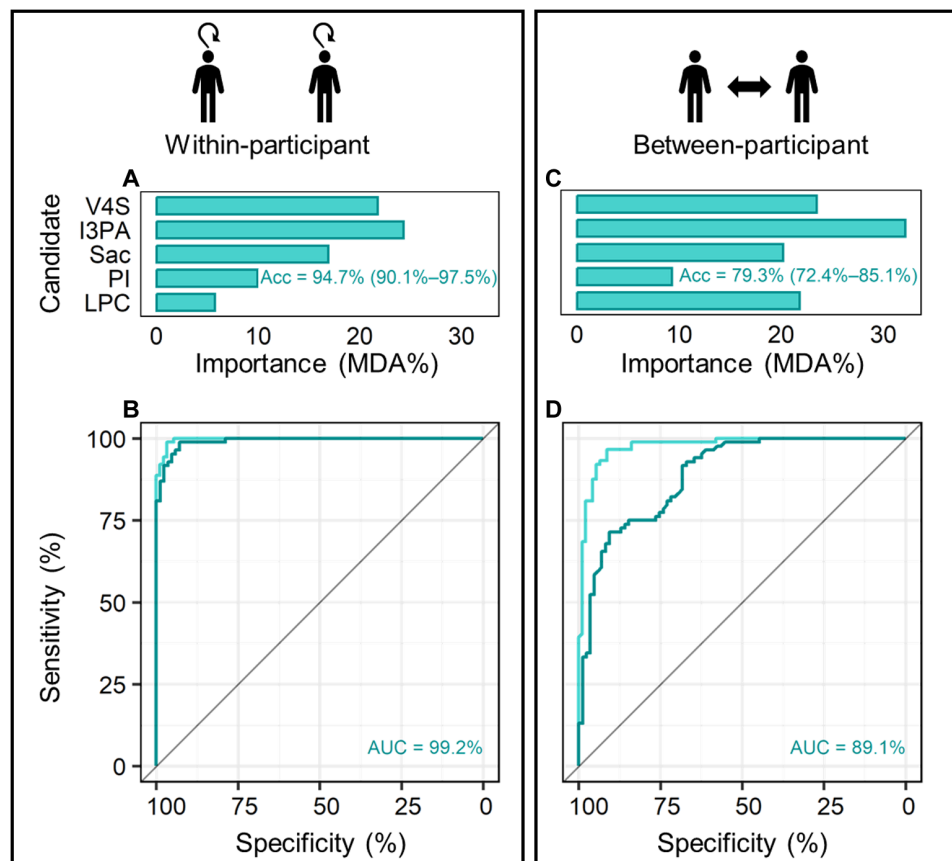 Within-participant
Between-participant
A
Candidate
V4S
I3PA
Sac
PI
LPC
Acc = 94.7% (90.1%–97.5%)
0 10 20 30
Importance (MDA%)
C
Acc = 79.3% (72.4%–85.1%)
0 10 20 30
Importance (MDA%)
B
Sensitivity (%)
100
75
50
25
0
AUC = 99.2%
100 75 50 25 0
Specificity (%)
D
AUC = 89.1%
100 75 50 25 0
Specificity (%)